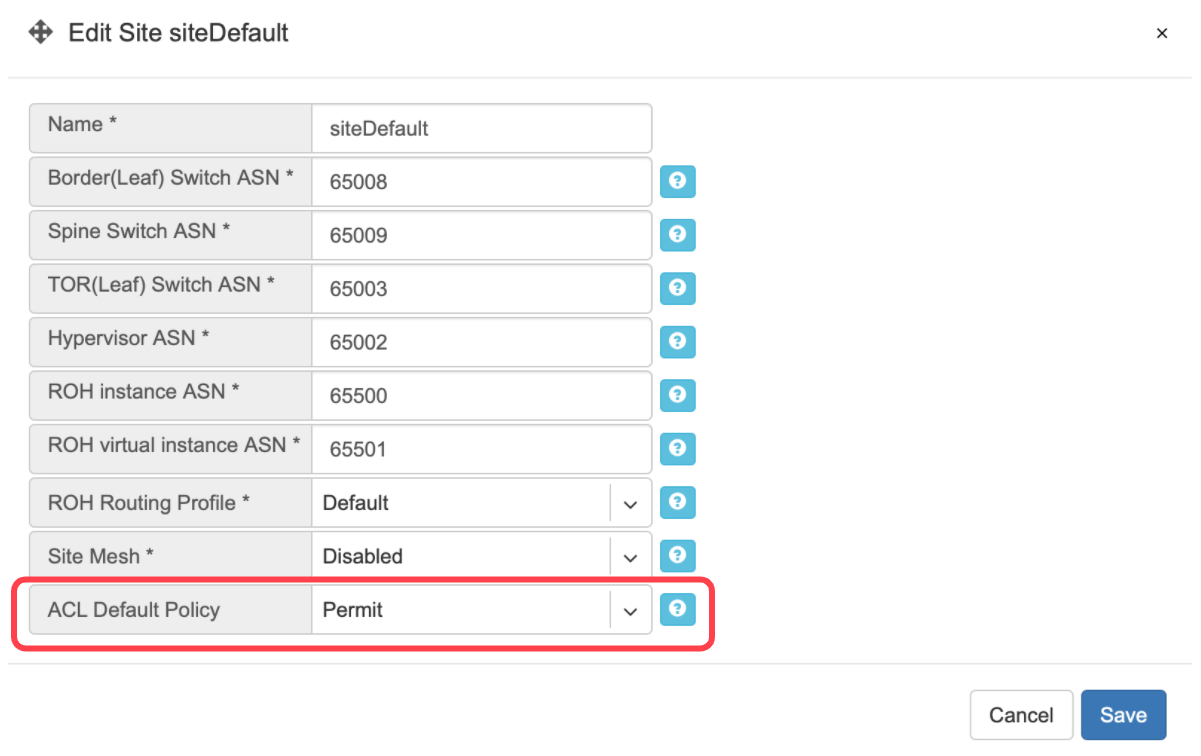 Edit Site siteDefault
×
Name * siteDefault
Border(Leaf) Switch ASN * 65008 ?
Spine Switch ASN * 65009 ?
TOR(Leaf) Switch ASN * 65003 ?
Hypervisor ASN * 65002 ?
ROH instance ASN * 65500 ?
ROH virtual instance ASN * 65501 ?
ROH Routing Profile * Default ?
Site Mesh * Disabled ?
ACL Default Policy Permit ?
Cancel Save